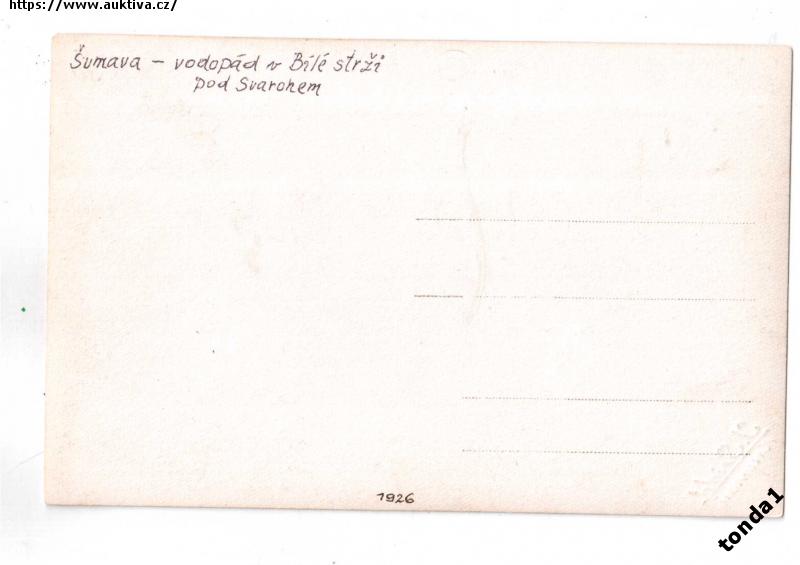 https://www.auktiva.cz/
Šumava – vodopád v Bílé strži
pod Svarohem
1926
tonda1